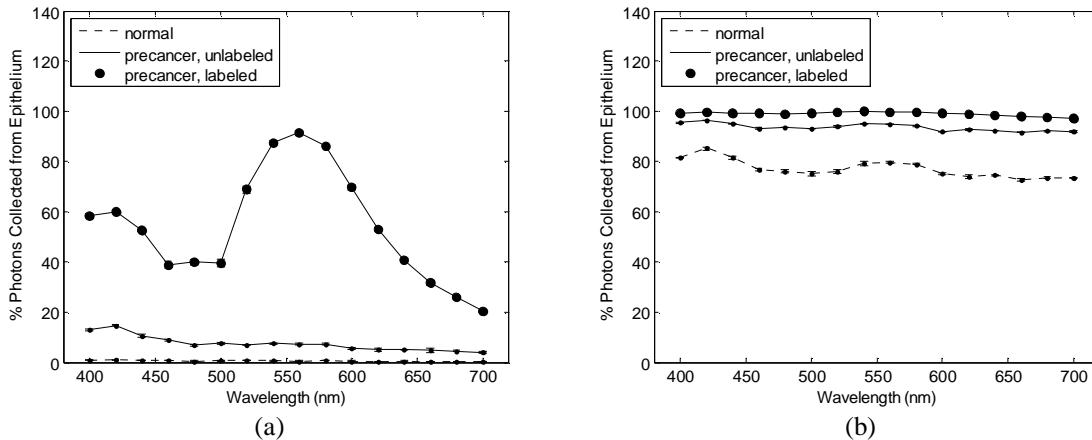 140
120
100
80
60
40
20
0
% Photons Collected from Epithelium
normal
precancer, unlabeled
precancer, labeled
400 450 500 550 600 650 700
Wavelength (nm)
(a)
140
120
100
80
60
40
20
0
% Photons Collected from Epithelium
normal
precancer, unlabeled
precancer, labeled
400 450 500 550 600 650 700
Wavelength (nm)
(b)